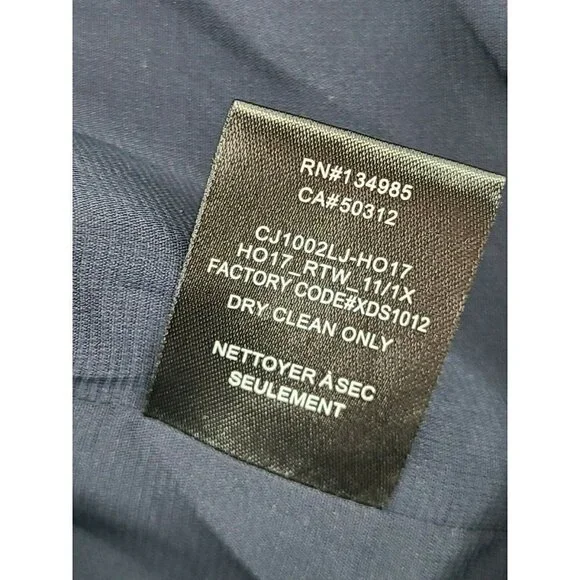 RN#134985
CA#50312
CJ1002LJ-HO17
HO17_RTW_11/1X
FACTORY CODE#XDS1012
DRY CLEAN ONLY
NETTOYER À SEC
SEULEMENT